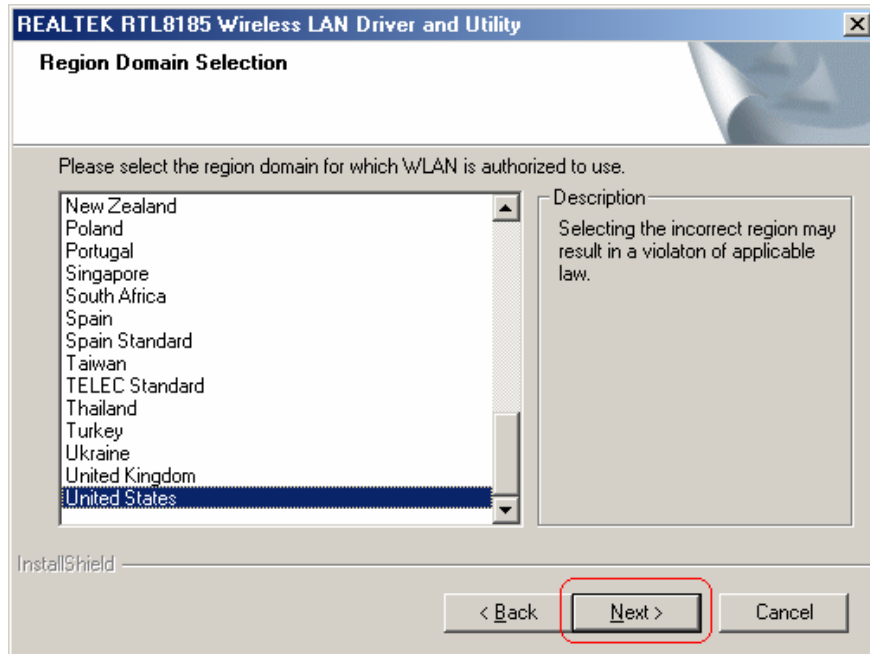 REALTEK RTL8185 Wireless LAN Driver and Utility
Region Domain Selection
Please select the region domain for which WLAN is authorized to use.
New Zealand
Poland
Portugal
Singapore
South Africa
Spain
Spain Standard
Taiwan
TELEC Standard
Thailand
Turkey
Ukraine
United Kingdom
United States
Description
Selecting the incorrect region may
result in a violaton of applicable
law.
InstallShield
< Back
Next >
Cancel